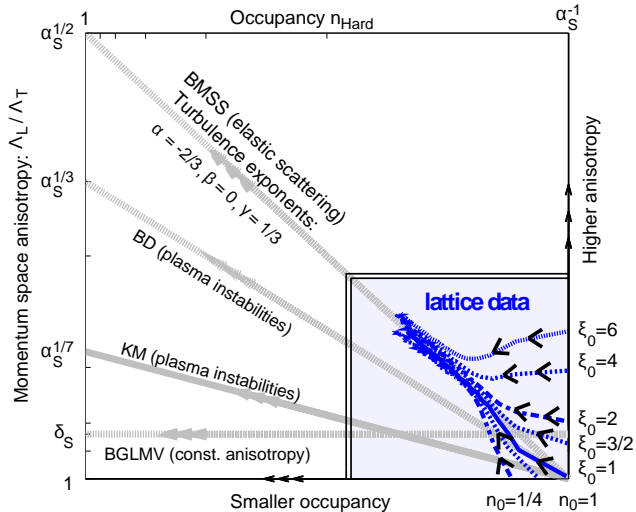 1
Occupancy n_Hard
α_S^-1
α_S^1/2
α_S^1/3
α_S^1/7
δ_S
1
Momentum space anisotropy: Λ_L / Λ_T
BMSS (elastic scattering)
Turbulence exponents:
α = -2/3, β = 0, γ = 1/3
BD (plasma instabilities)
KM (plasma instabilities)
BGLMV (const. anisotropy)
lattice data
Higher anisotropy
ξ_0=6
ξ_0=4
ξ_0=2
ξ_0=3/2
ξ_0=1
Smaller occupancy
n_0=1/4
n_0=1